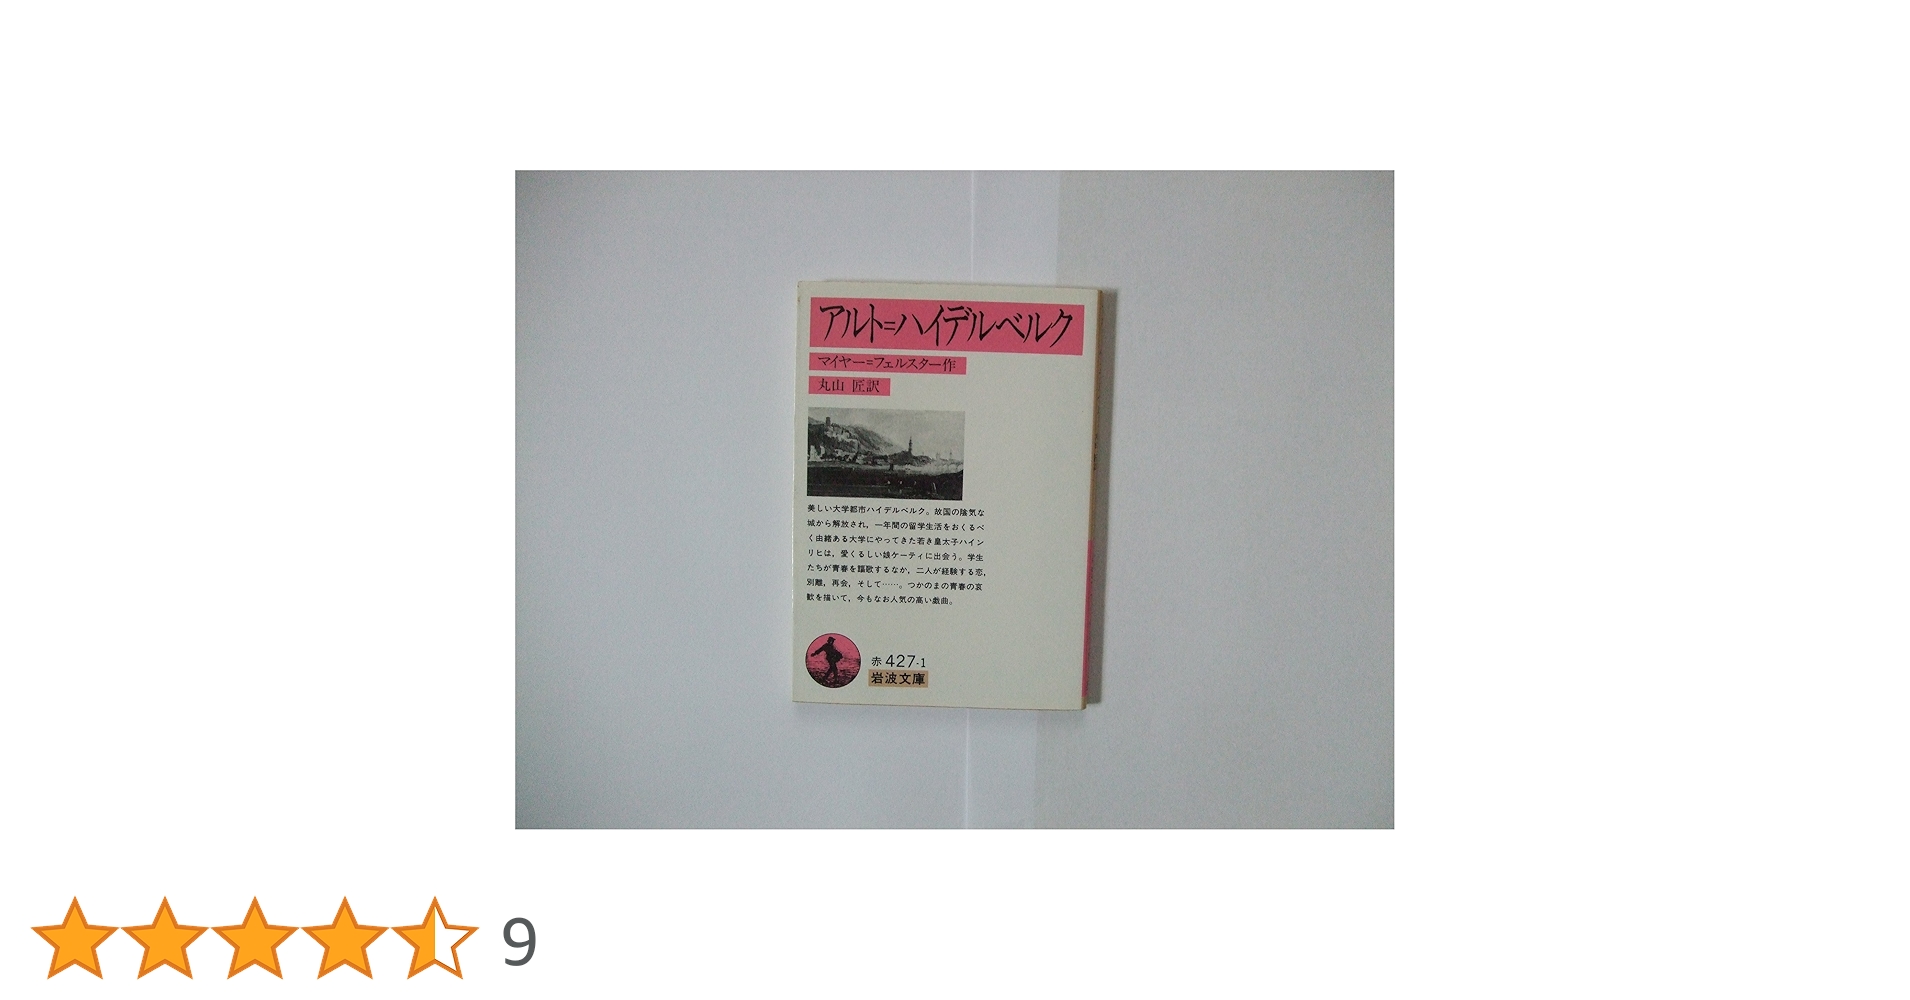 アルト=ハイデルベルク
マイヤー=フェルスター作
丸山 匠訳
美しい大学都市ハイデルベルク。故国の陰気な
城から解放され，一年間の留学生活をおくるべ
く由緒ある大学にやってきた若き皇太子ハイン
リヒは，愛くるしい娘ケーティに出会う。学生
たちが青春を謳歌するなか，二人が経験する恋，
別離，再会，そして……。つかのまの青春の哀
歓を描いて，今もなお人気の高い戯曲。
赤 427-1
岩波文庫
9